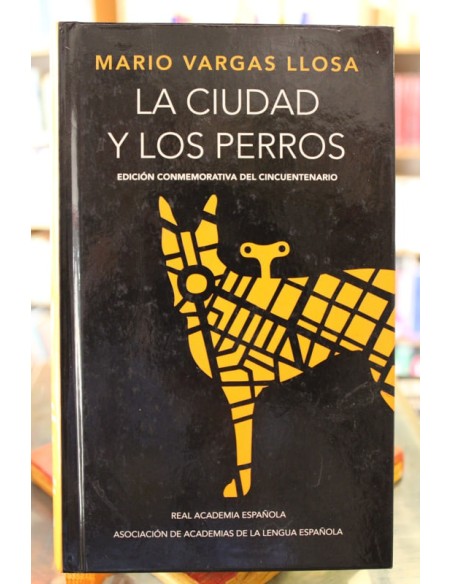 MARIO VARGAS LLOSA
LA CIUDAD
Y LOS PERROS
EDICIÓN CONMEMORATIVA DEL CINCUENTENARIO
REAL ACADEMIA ESPAÑOLA
ASOCIACIÓN DE ACADEMIAS DE LA LENGUA ESPAÑOLA